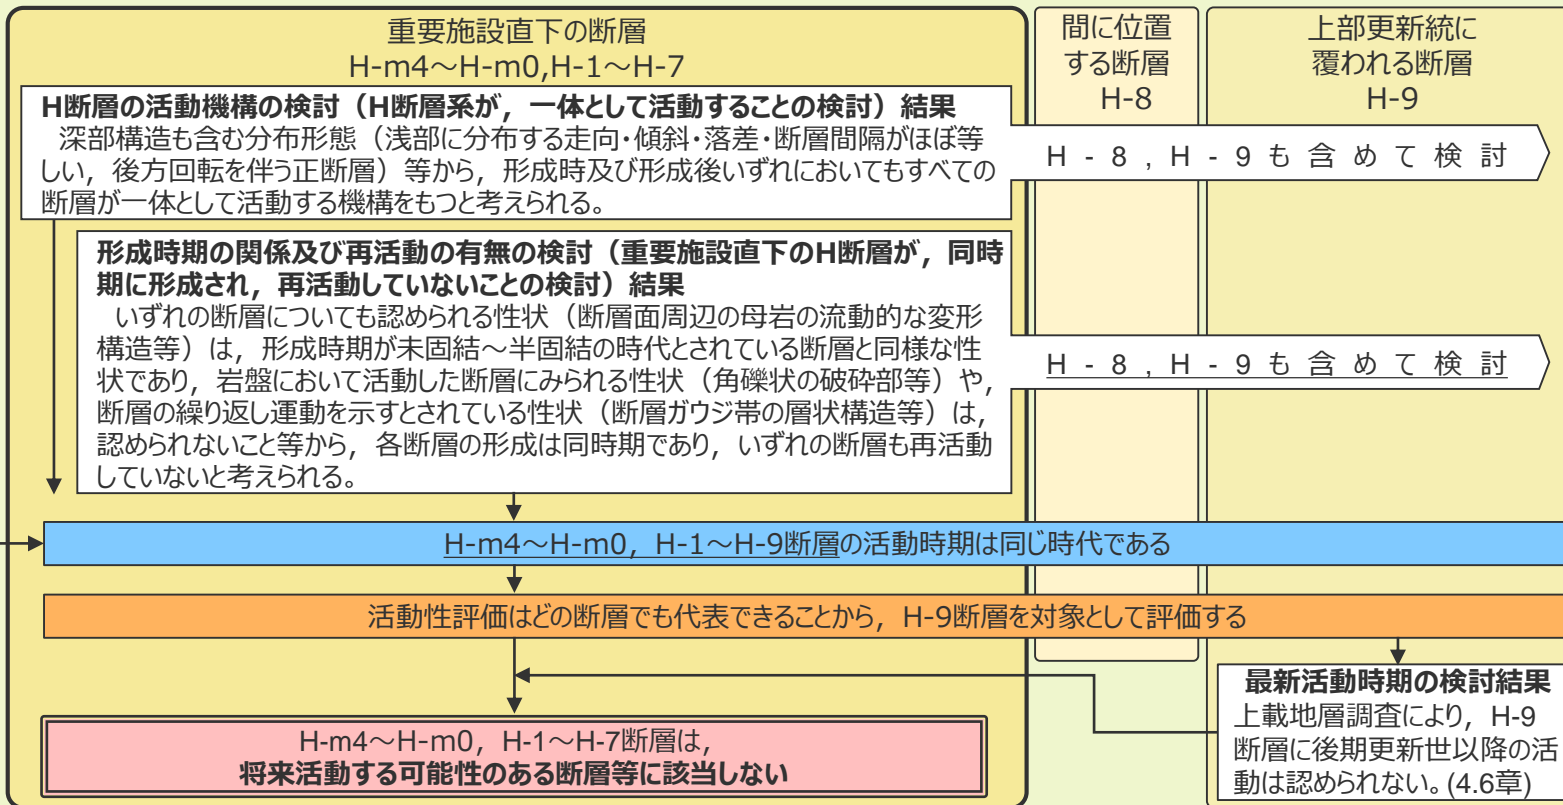 重要施設直下の断層
H-m4～H-m0,H-1～H-7
間に位置
する断層
H-8
上部更新統に
覆われる断層
H-9
H断層の活動機構の検討（H断層系が，一体として活動することの検討）結果
深部構造も含む分布形態（浅部に分布する走向・傾斜・落差・断層間隔がほぼ等
しい，後方回転を伴う正断層）等から，形成時及び形成後いずれにおいてもすべての
断層が一体として活動する機構をもつと考えられる。
H-8，H-9も含めて検討
形成時期の関係及び再活動の有無の検討（重要施設直下のH断層が，同時
期に形成され，再活動していないことの検討）結果
いずれの断層についても認められる性状（断層面周辺の母岩の流動的な変形
構造等）は，形成時期が未固結～半固結の時代とされている断層と同様な性
状であり，岩盤において活動した断層にみられる性状（角礫状の破砕部等）や，
断層の繰り返し運動を示すとされている性状（断層ガウジ帯の層状構造等）は，
認められないこと等から，各断層の形成は同時期であり，いずれの断層も再活動
していないと考えられる。
H-8，H-9も含めて検討
H-m4～H-m0，H-1～H-9断層の活動時期は同じ時代である
活動性評価はどの断層でも代表できることから，H-9断層を対象として評価する
最新活動時期の検討結果
上載地層調査により，H-9
断層に後期更新世以降の活
動は認められない。(4.6章)
H-m4～H-m0，H-1～H-7断層は，
将来活動する可能性のある断層等に該当しない